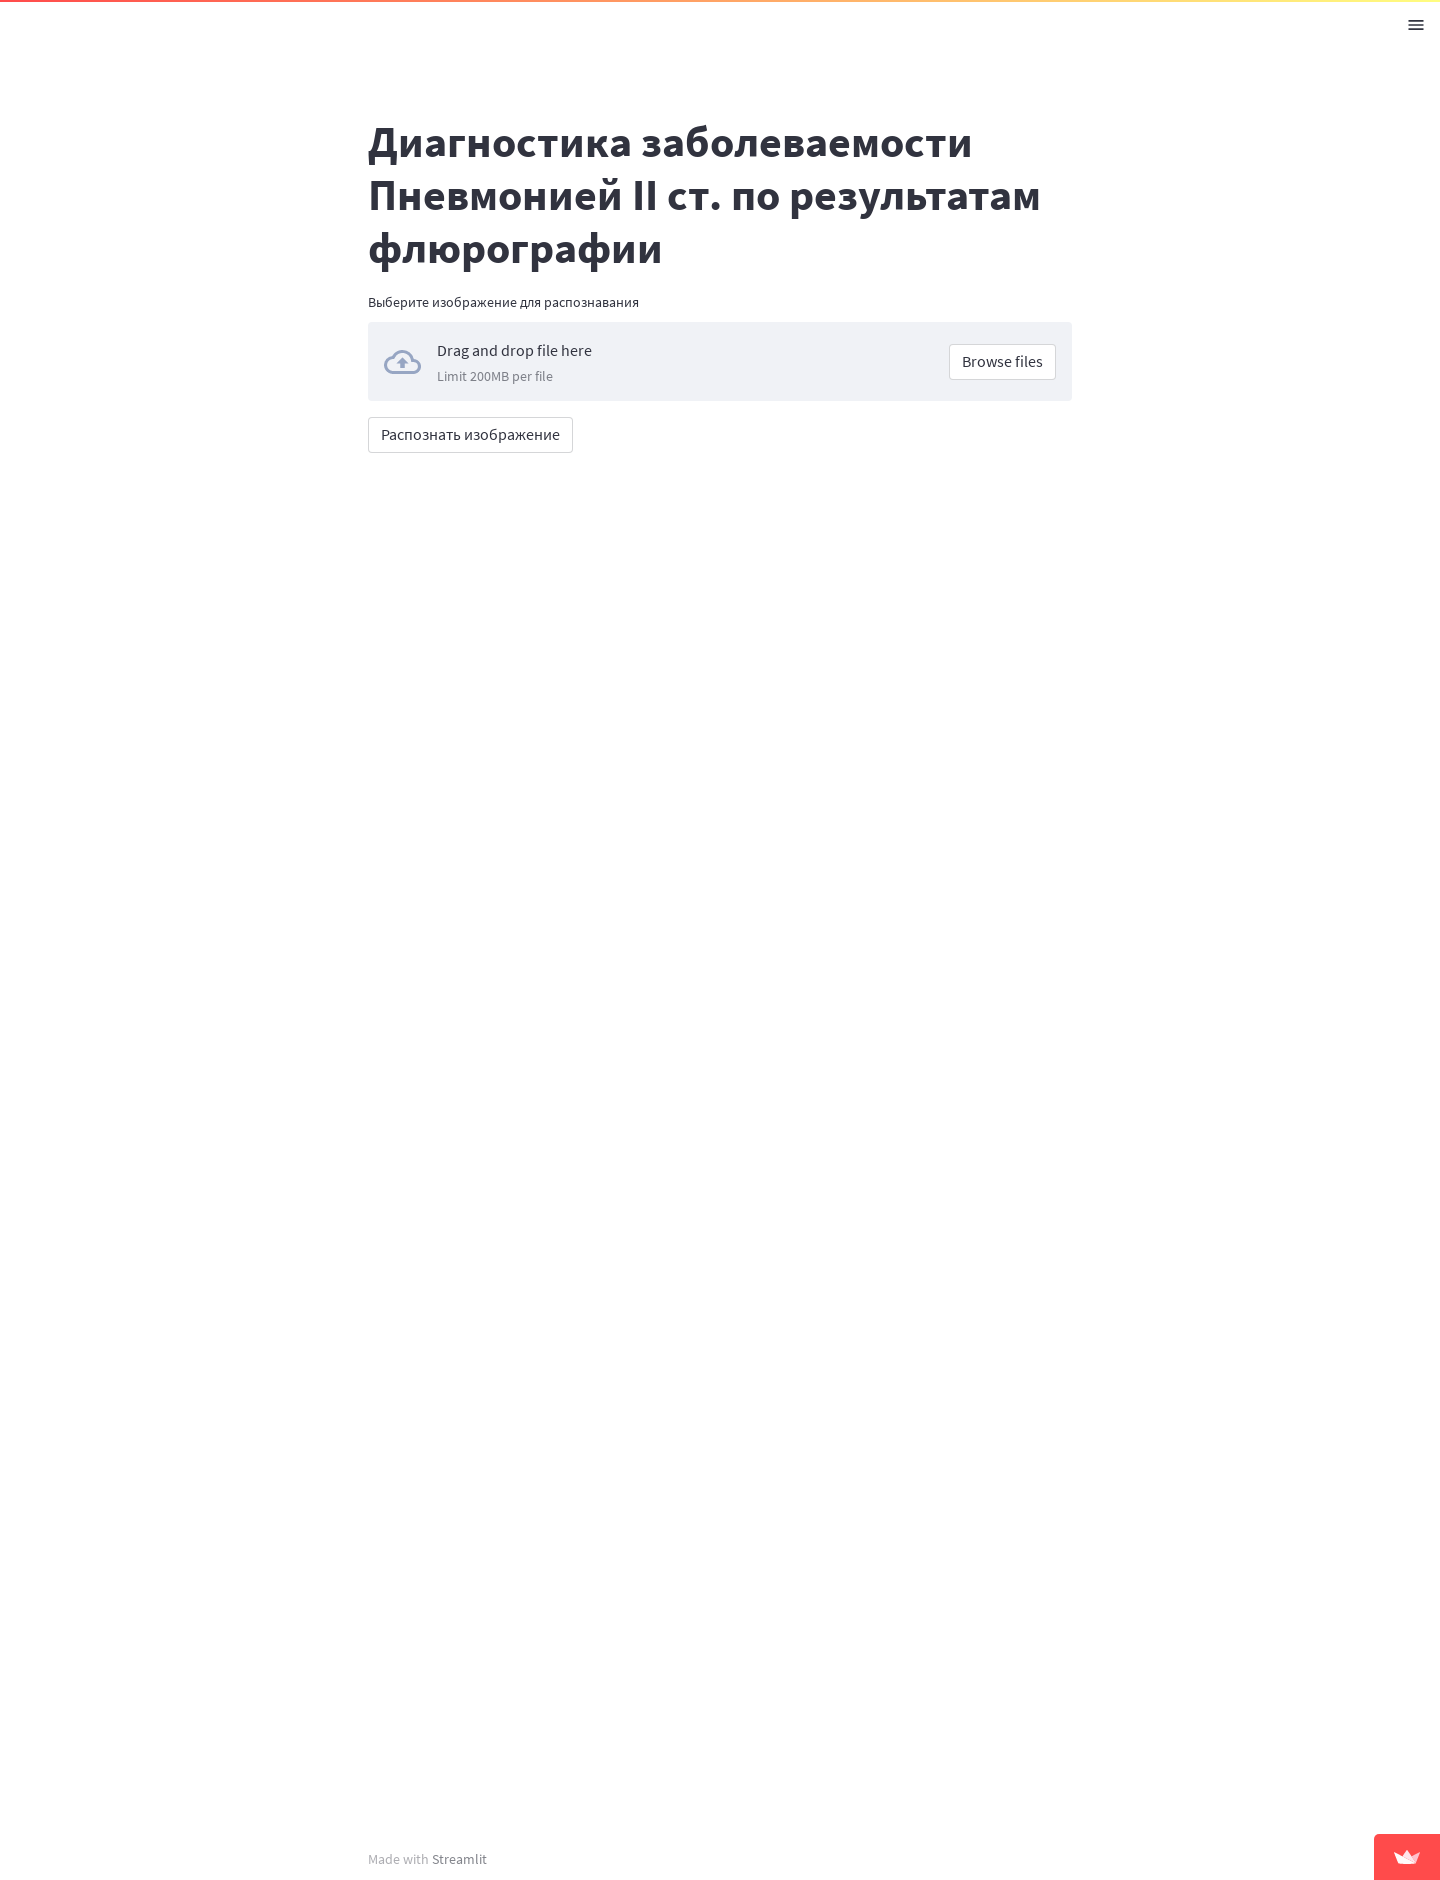 Диагностика заболеваемости
Пневмонией II ст. по результатам
флюрографии
Выберите изображение для распознавания
Drag and drop file here
Limit 200MB per file
Browse files
Распознать изображение
Made with Streamlit